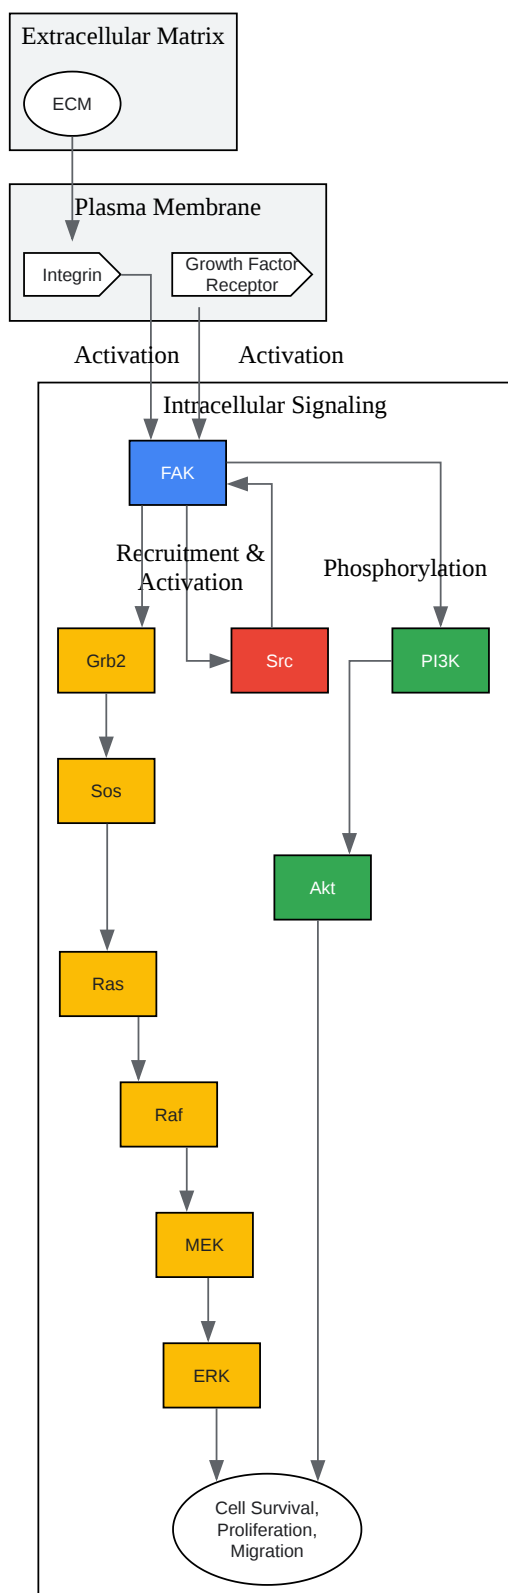 Extracellular Matrix
ECM
Plasma Membrane
Integrin
Growth Factor
Receptor
Activation
Activation
Intracellular Signaling
FAK
Recruitment &
Activation
Phosphorylation
Grb2
Src
PI3K
Sos
Akt
Ras
Raf
MEK
ERK
Cell Survival,
Proliferation,
Migration